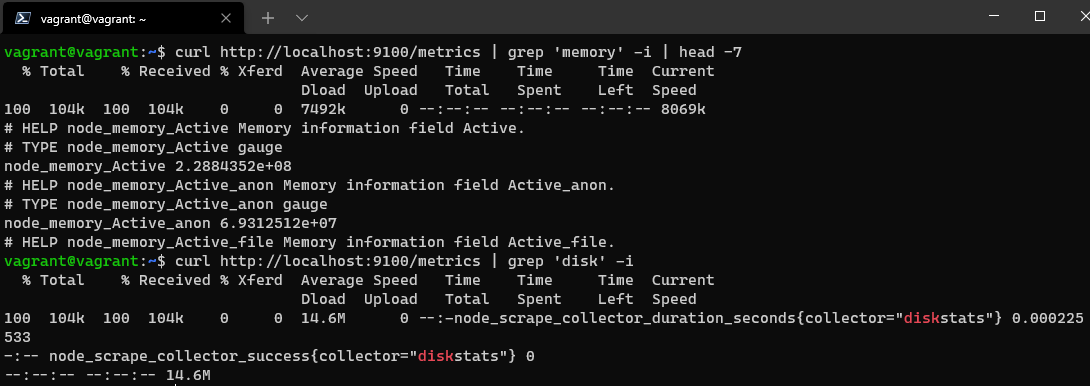 vagrant@vagrant: ~
vagrant@vagrant:~$ curl http://localhost:9100/metrics | grep 'memory' -i | head -7
  % Total    % Received % Xferd  Average Speed   Time    Time     Time  Current
                                 Dload  Upload   Total   Spent    Left  Speed
100  104k  100  104k    0     0  7492k      0 --:--:-- --:--:-- --:--:-- 8069k
# HELP node_memory_Active Memory information field Active.
# TYPE node_memory_Active gauge
node_memory_Active 2.2884352e+08
# HELP node_memory_Active_anon Memory information field Active_anon.
# TYPE node_memory_Active_anon gauge
node_memory_Active_anon 6.9312512e+07
# HELP node_memory_Active_file Memory information field Active_file.
vagrant@vagrant:~$ curl http://localhost:9100/metrics | grep 'disk' -i
  % Total    % Received % Xferd  Average Speed   Time    Time     Time  Current
                                 Dload  Upload   Total   Spent    Left  Speed
100  104k  100  104k    0     0  14.6M      0 --:-node_scrape_collector_duration_seconds{collector="diskstats"} 0.000225
533
-:-- node_scrape_collector_success{collector="diskstats"} 0
--:--:-- --:--:-- 14.6M